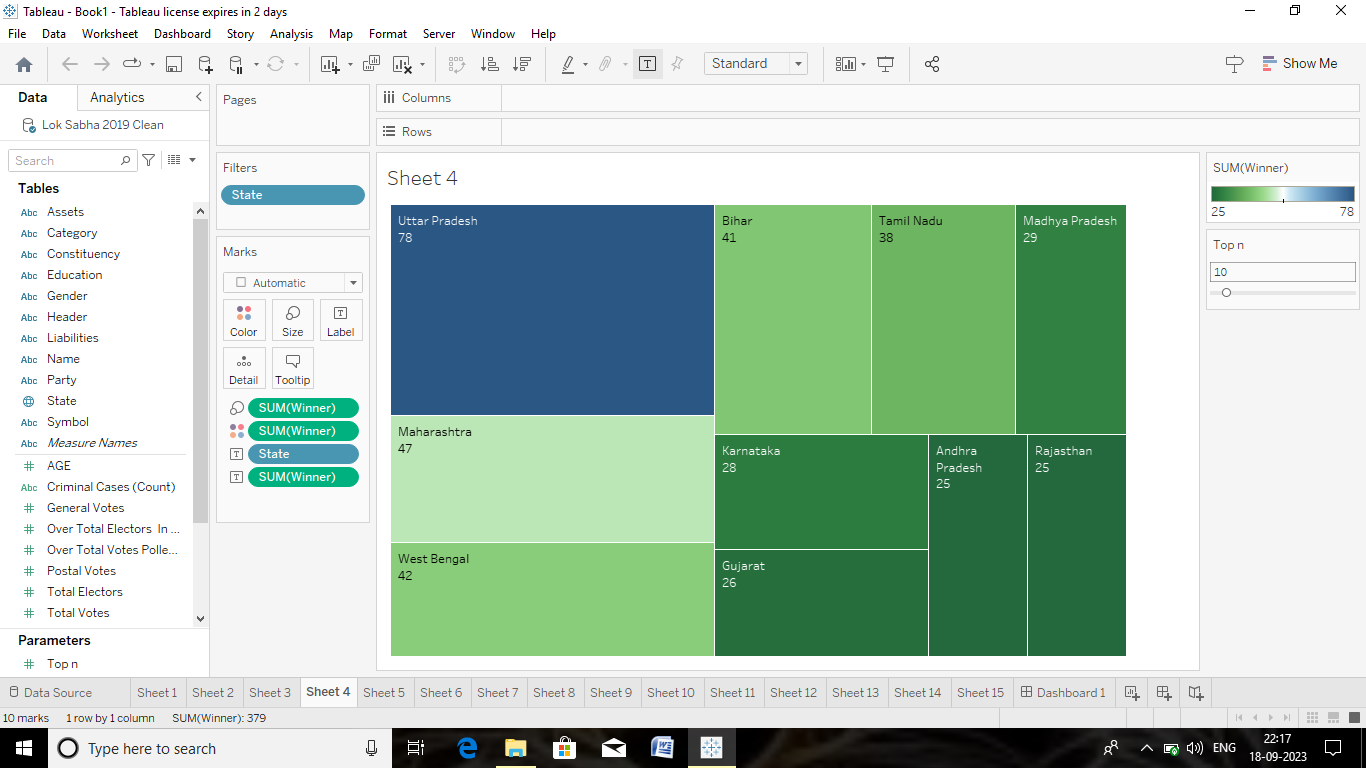 Tableau - Book1 - Tableau license expires in 2 days
File Data Worksheet Dashboard Story Analysis Map Format Server Window Help
Standard
Show Me
Data Analytics
Lok Sabha 2019 Clean
Search
Tables
Abc Assets
Abc Category
Abc Constituency
Abc Education
Abc Gender
Abc Header
Abc Liabilities
Abc Name
Abc Party
State
Abc Symbol
Abc Measure Names
# AGE
Abc Criminal Cases (Count)
# General Votes
# Over Total Electors In ...
# Over Total Votes Polle...
# Postal Votes
# Total Electors
# Total Votes
Parameters
# Top n
Pages
Filters
State
Marks
Automatic
Color Size Label
Detail Tooltip
SUM(Winner)
SUM(Winner)
State
SUM(Winner)
Columns
Rows
Sheet 4
Uttar Pradesh
78
Maharashtra
47
West Bengal
42
Bihar
41
Tamil Nadu
38
Madhya Pradesh
29
Karnataka
28
Gujarat
26
Andhra
Pradesh
25
Rajasthan
25
SUM(Winner)
25 78
Top n
10
Data Source Sheet 1 Sheet 2 Sheet 3 Sheet 4 Sheet 5 Sheet 6 Sheet 7 Sheet 8 Sheet 9 Sheet 10 Sheet 11 Sheet 12 Sheet 13 Sheet 14 Sheet 15 Dashboard 1
10 marks 1 row by 1 column SUM(Winner): 379
Type here to search
ENG
22:17
18-09-2023